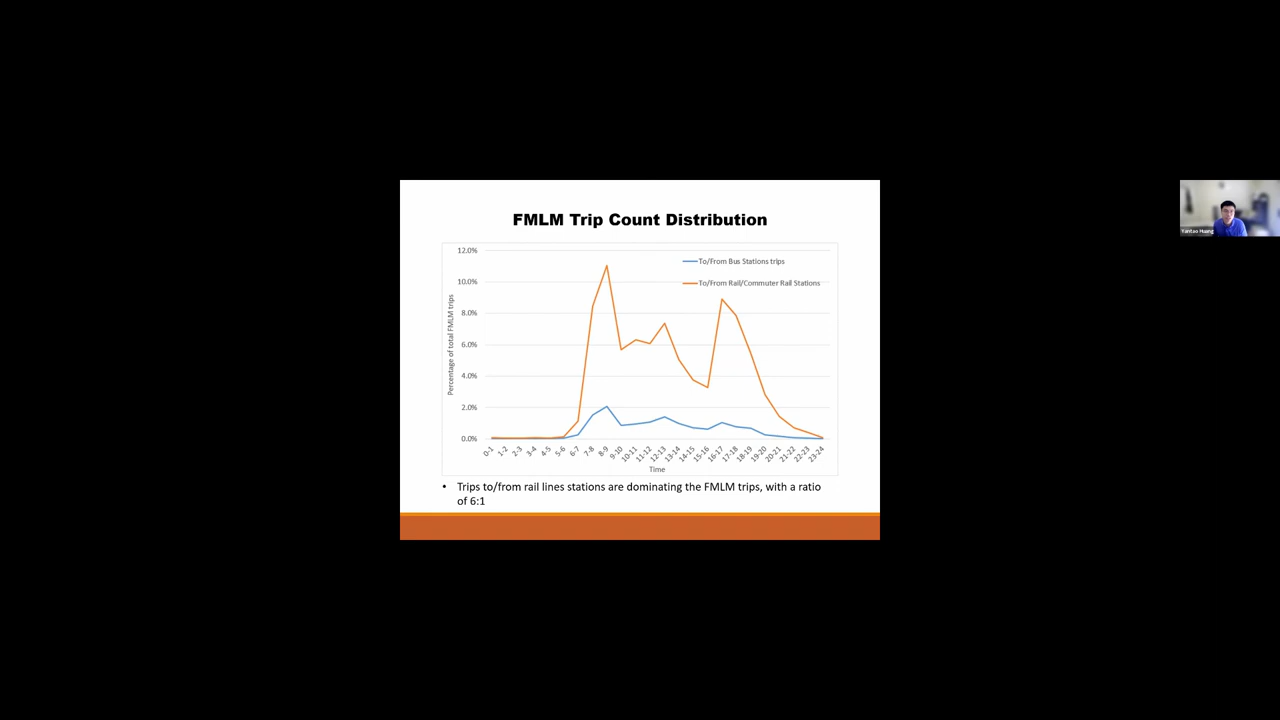 FMLM Trip Count Distribution
12.0%
10.0%
8.0%
6.0%
4.0%
2.0%
0.0%
Percentage of total FMLM trips
To/From Bus Stations trips
To/From Rail/Commuter Rail Stations
0-1 1-2 2-3 3-4 4-5 5-6 6-7 7-8 8-9 9-10 10-11 11-12 12-13 13-14 14-15 15-16 16-17 17-18 18-19 19-20 20-21 21-22 22-23 23-24
Time
• Trips to/from rail lines stations are dominating the FMLM trips, with a ratio
of 6:1
Yantao Huang